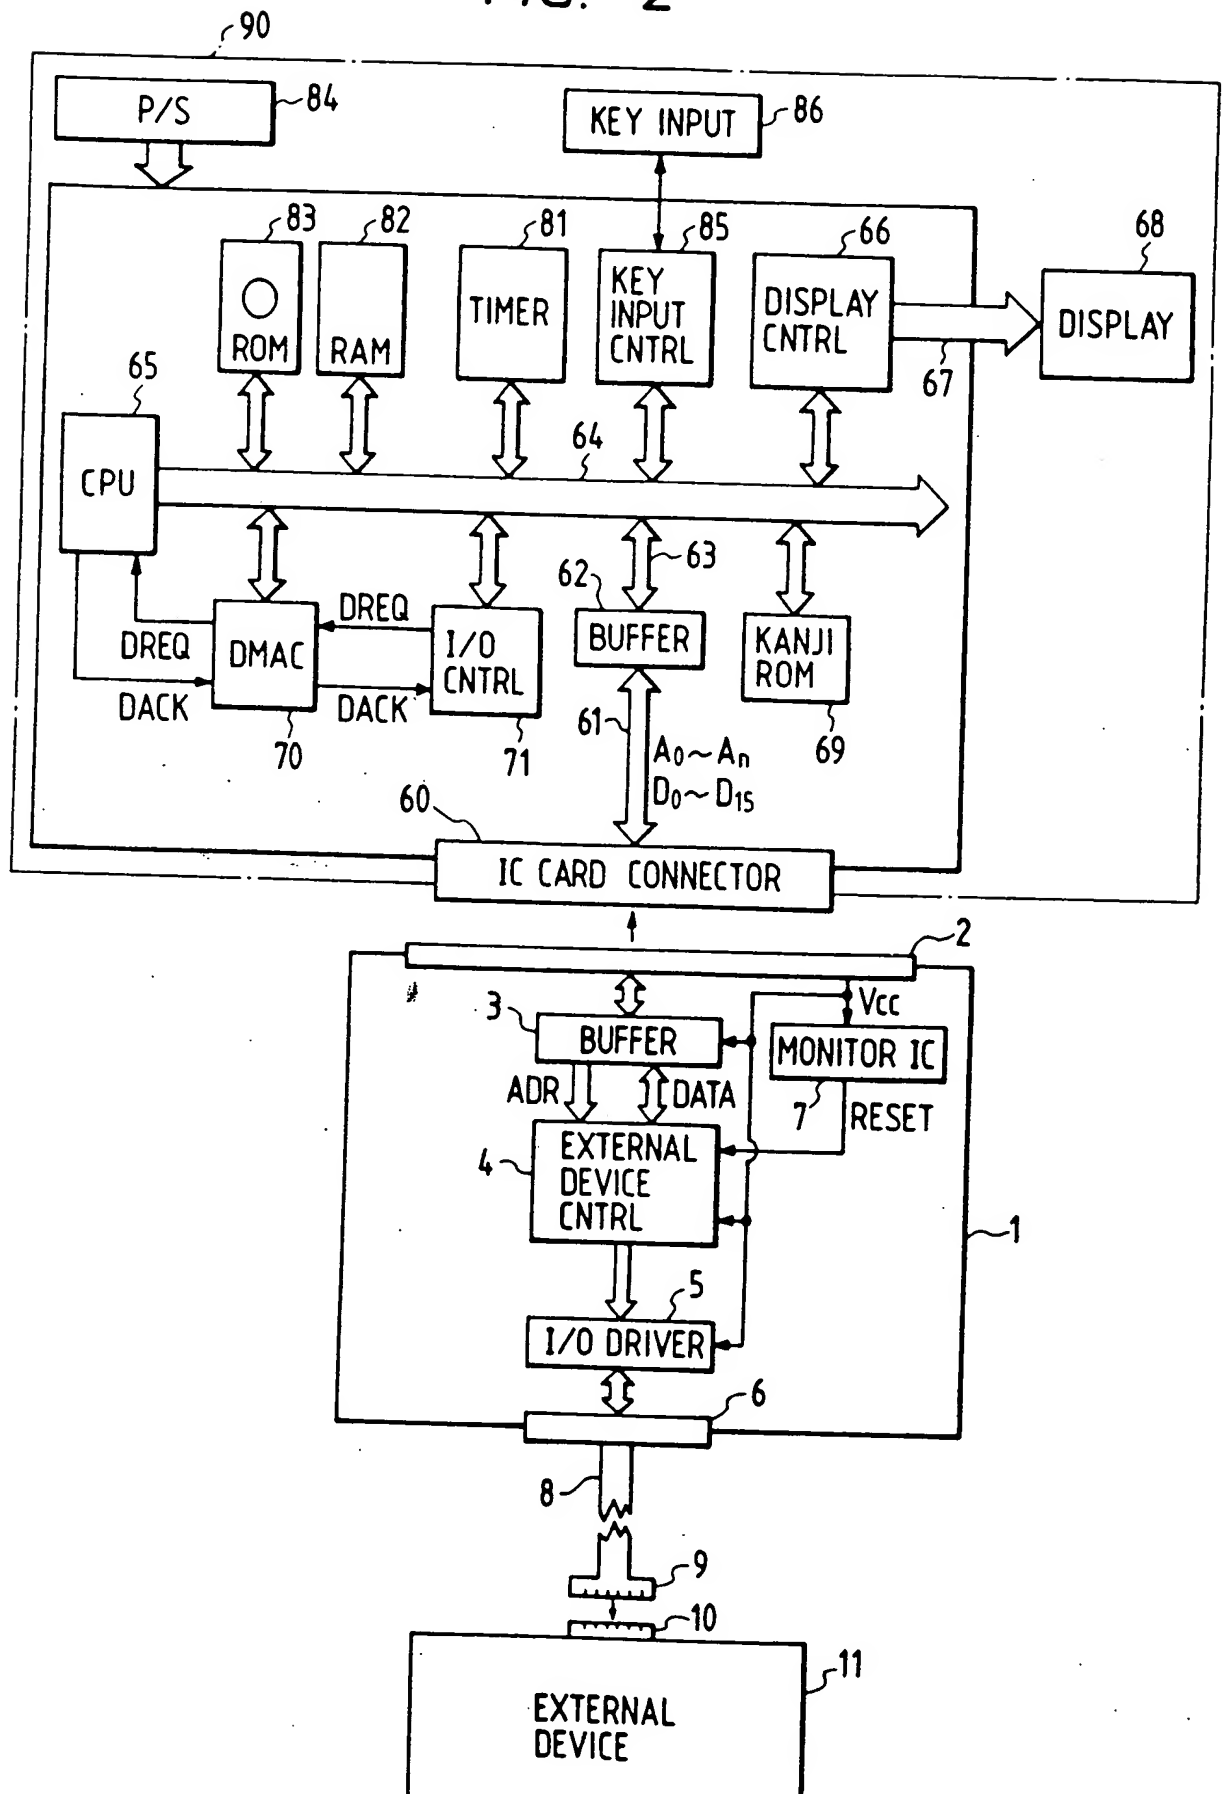 FIG. 2
90
P/S
84
KEY INPUT
86
83
82
81
85
66
68
ROM
RAM
TIMER
KEY
INPUT
CNTRL
DISPLAY
CNTRL
67
DISPLAY
65
CPU
64
63
62
DREQ
DACK
DMAC
70
DREQ
DACK
I/O
CNTRL
71
BUFFER
61
KANJI
ROM
69
A0~An
D0~D15
60
IC CARD CONNECTOR
2
3
BUFFER
Vcc
MONITOR IC
7
ADR
DATA
RESET
4
EXTERNAL
DEVICE
CNTRL
1
5
I/O DRIVER
6
8
9
10
11
EXTERNAL
DEVICE